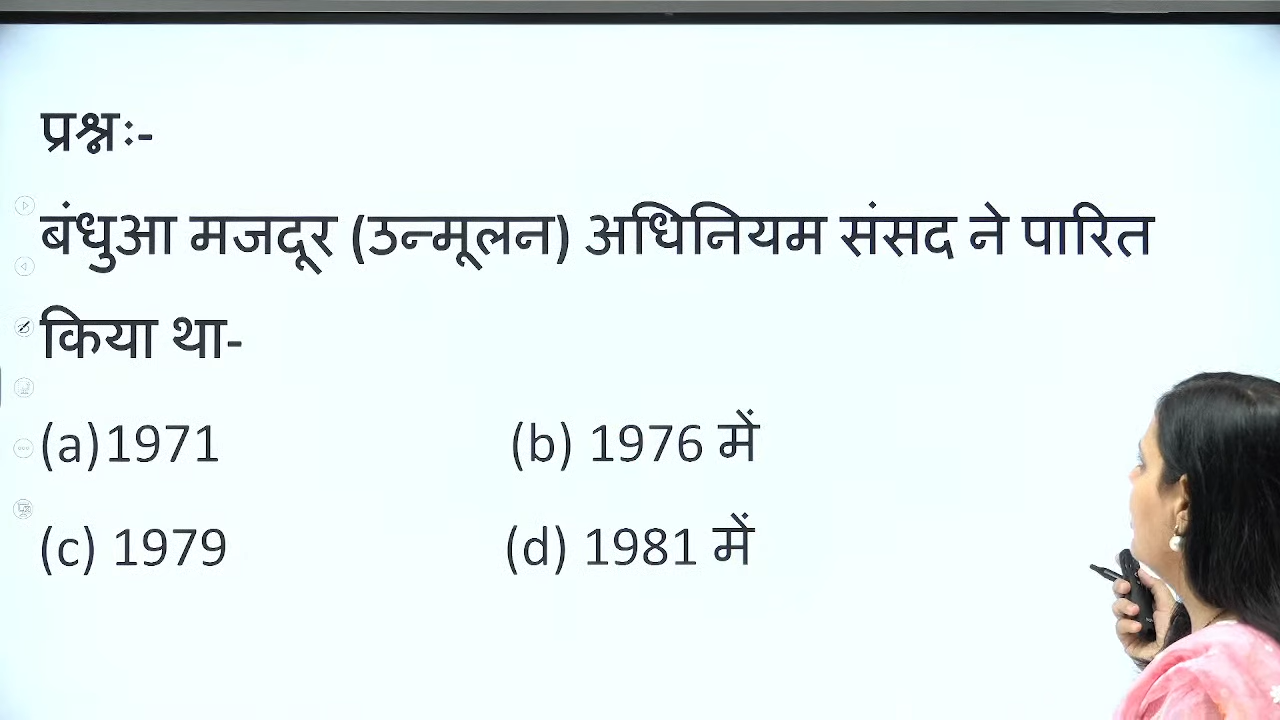 प्रश्नः-
बंधुआ मजदूर (उन्मूलन) अधिनियम संसद ने पारित
किया था-
(a)1971 (b) 1976 में
(c) 1979 (d) 1981 में